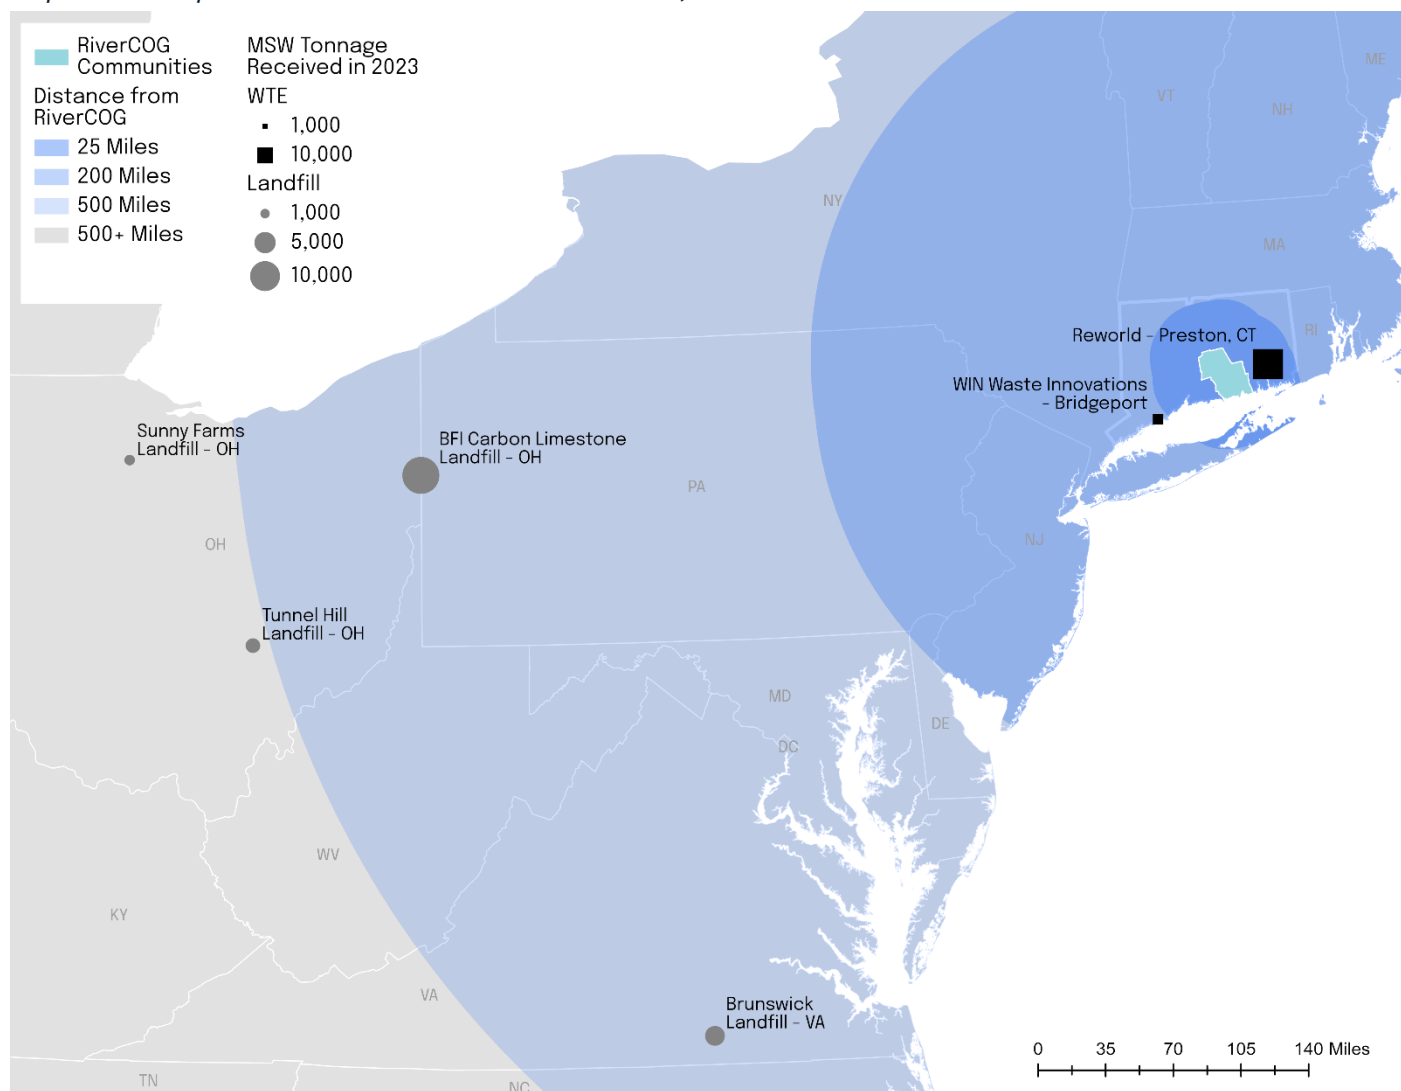 RiverCOG
Communities
Distance from
RiverCOG
25 Miles
200 Miles
500 Miles
500+ Miles
MSW Tonnage
Received in 2023
WTE
1,000
10,000
Landfill
1,000
5,000
10,000
ME
VT
NH
NY
MA
RI
Reworld - Preston, CT
WIN Waste Innovations
- Bridgeport
Sunny Farms
Landfill - OH
BFI Carbon Limestone
Landfill - OH
PA
OH
NJ
Tunnel Hill
Landfill - OH
MD
DE
DC
WV
KY
VA
Brunswick
Landfill - VA
0 35 70 105 140 Miles
TN
NC